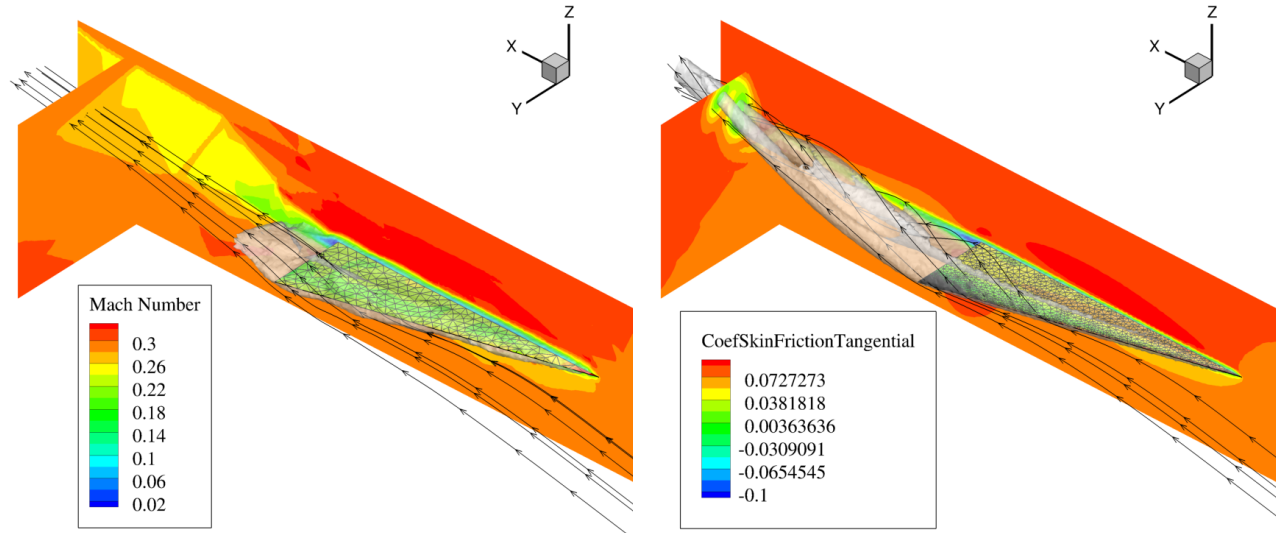 Z
X
Y
Mach Number
0.3
0.26
0.22
0.18
0.14
0.1
0.06
0.02
Z
X
Y
CoefSkinFrictionTangential
0.0727273
0.0381818
0.00363636
-0.0309091
-0.0654545
-0.1